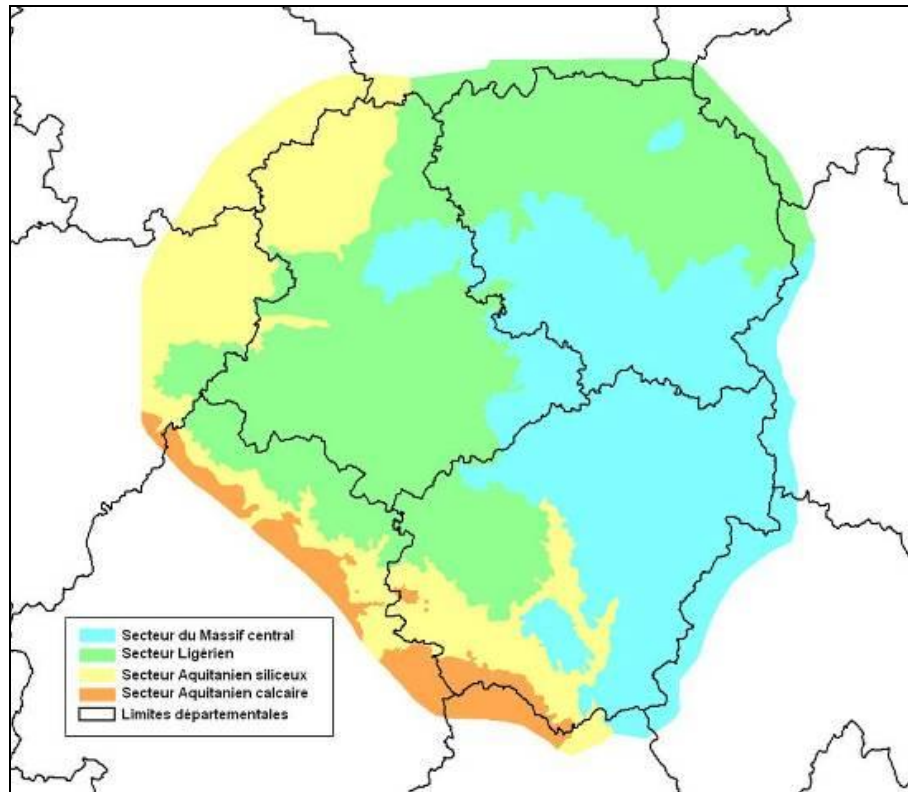 Secteur du Massif central
Secteur Ligérien
Secteur Aquitanien siliceux
Secteur Aquitanien calcaire
Limites départementales